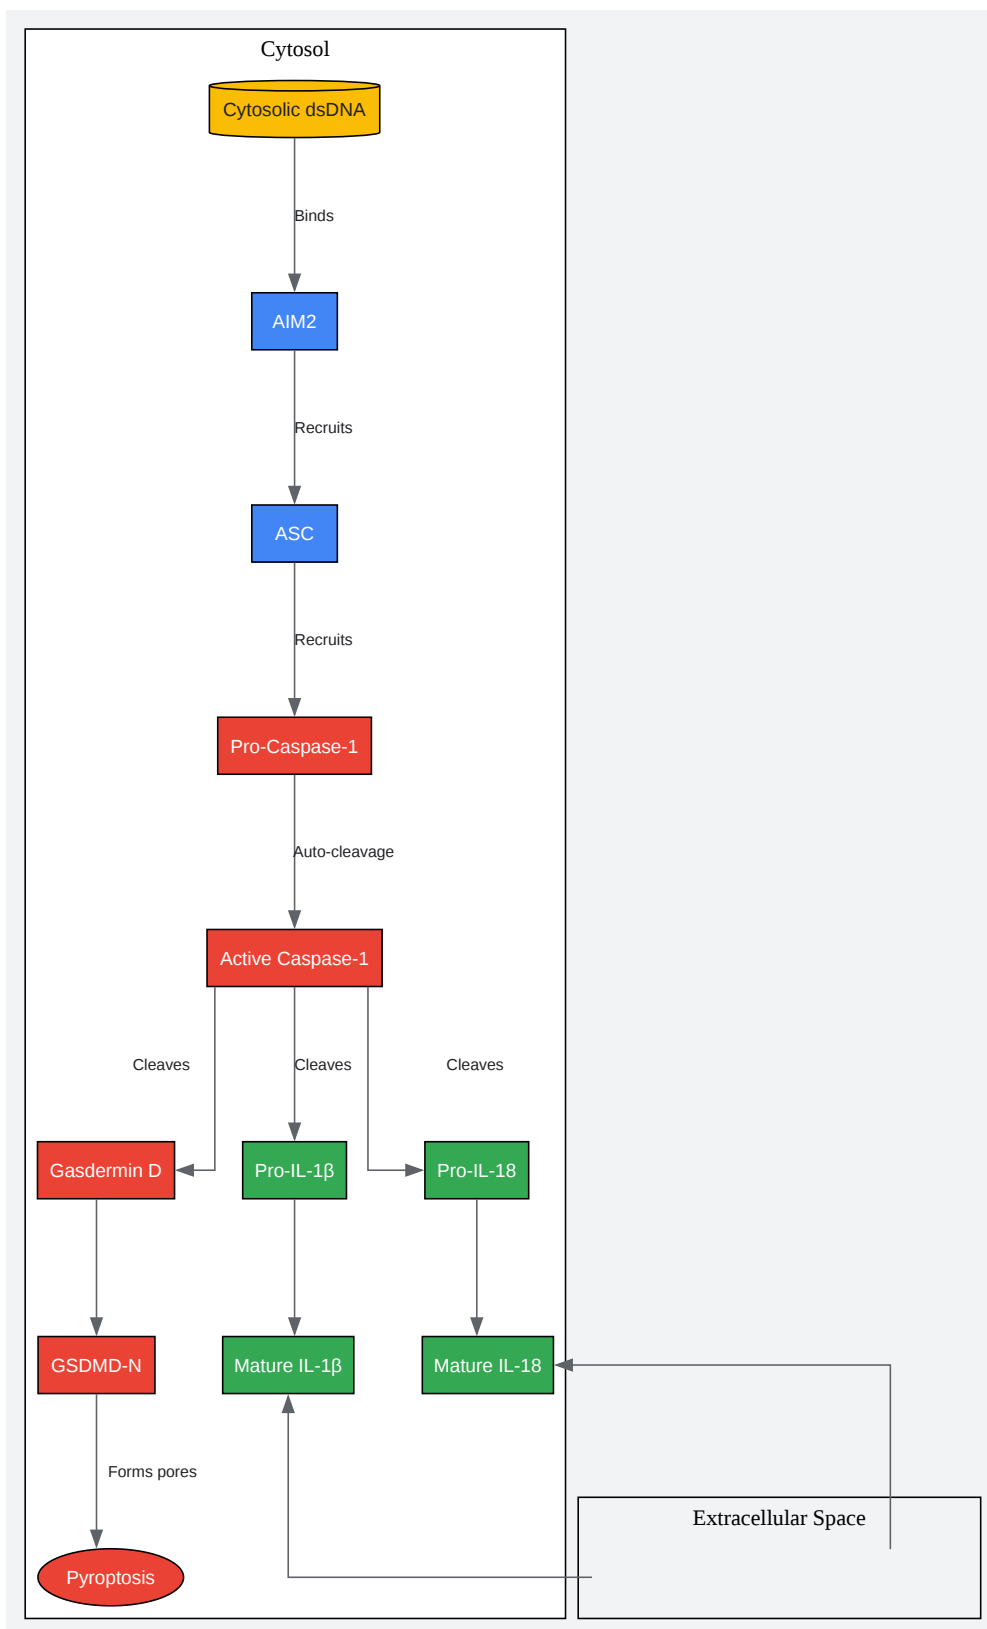 Cytosol
Cytosolic dsDNA
Binds
AIM2
Recruits
ASC
Recruits
Pro-Caspase-1
Auto-cleavage
Active Caspase-1
Cleaves
Cleaves
Cleaves
Gasdermin D
Pro-IL-1β
Pro-IL-18
GSDMD-N
Mature IL-1β
Mature IL-18
Forms pores
Extracellular Space
Pyroptosis